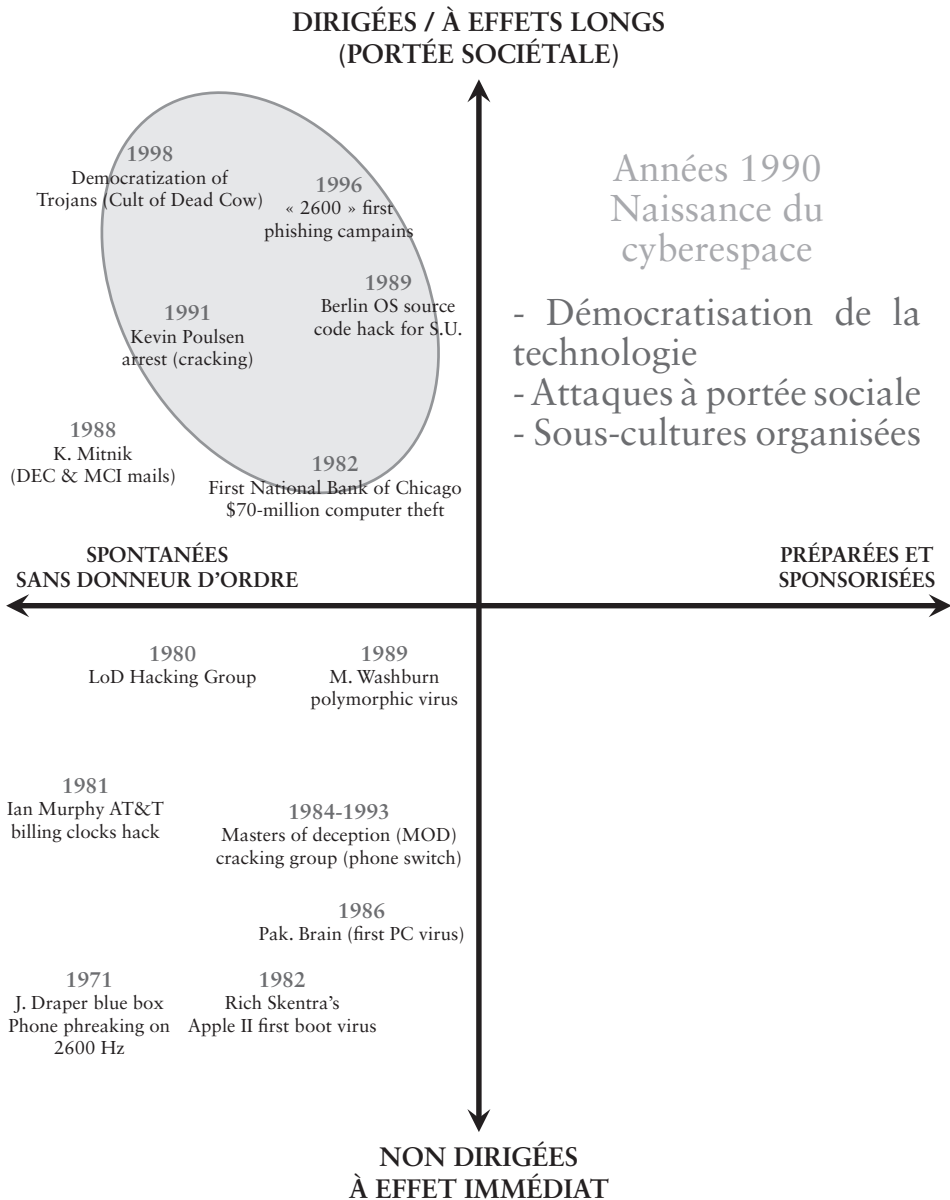 DIRIGÉES / À EFFETS LONGS
(PORTÉE SOCIÉTALE)
1998
Democratization of
Trojans (Cult of Dead Cow)
1996
« 2600 » first
phishing campains
1989
Berlin OS source
code hack for S.U.
1991
Kevin Poulsen
arrest (cracking)
1988
K. Mitnik
(DEC & MCI mails)
1982
First National Bank of Chicago
$70-million computer theft
Années 1990
Naissance du
cyberespace
- Démocratisation de la
technologie
- Attaques à portée sociale
- Sous-cultures organisées
SPONTANÉES
SANS DONNEUR D'ORDRE
PRÉPARÉES ET
SPONSORISÉES
1980
LoD Hacking Group
1989
M. Washburn
polymorphic virus
1981
Ian Murphy AT&T
billing clocks hack
1984-1993
Masters of deception (MOD)
cracking group (phone switch)
1986
Pak. Brain (first PC virus)
1971
J. Draper blue box
Phone phreaking on
2600 Hz
1982
Rich Skentra's
Apple II first boot virus
NON DIRIGÉES
À EFFET IMMÉDIAT